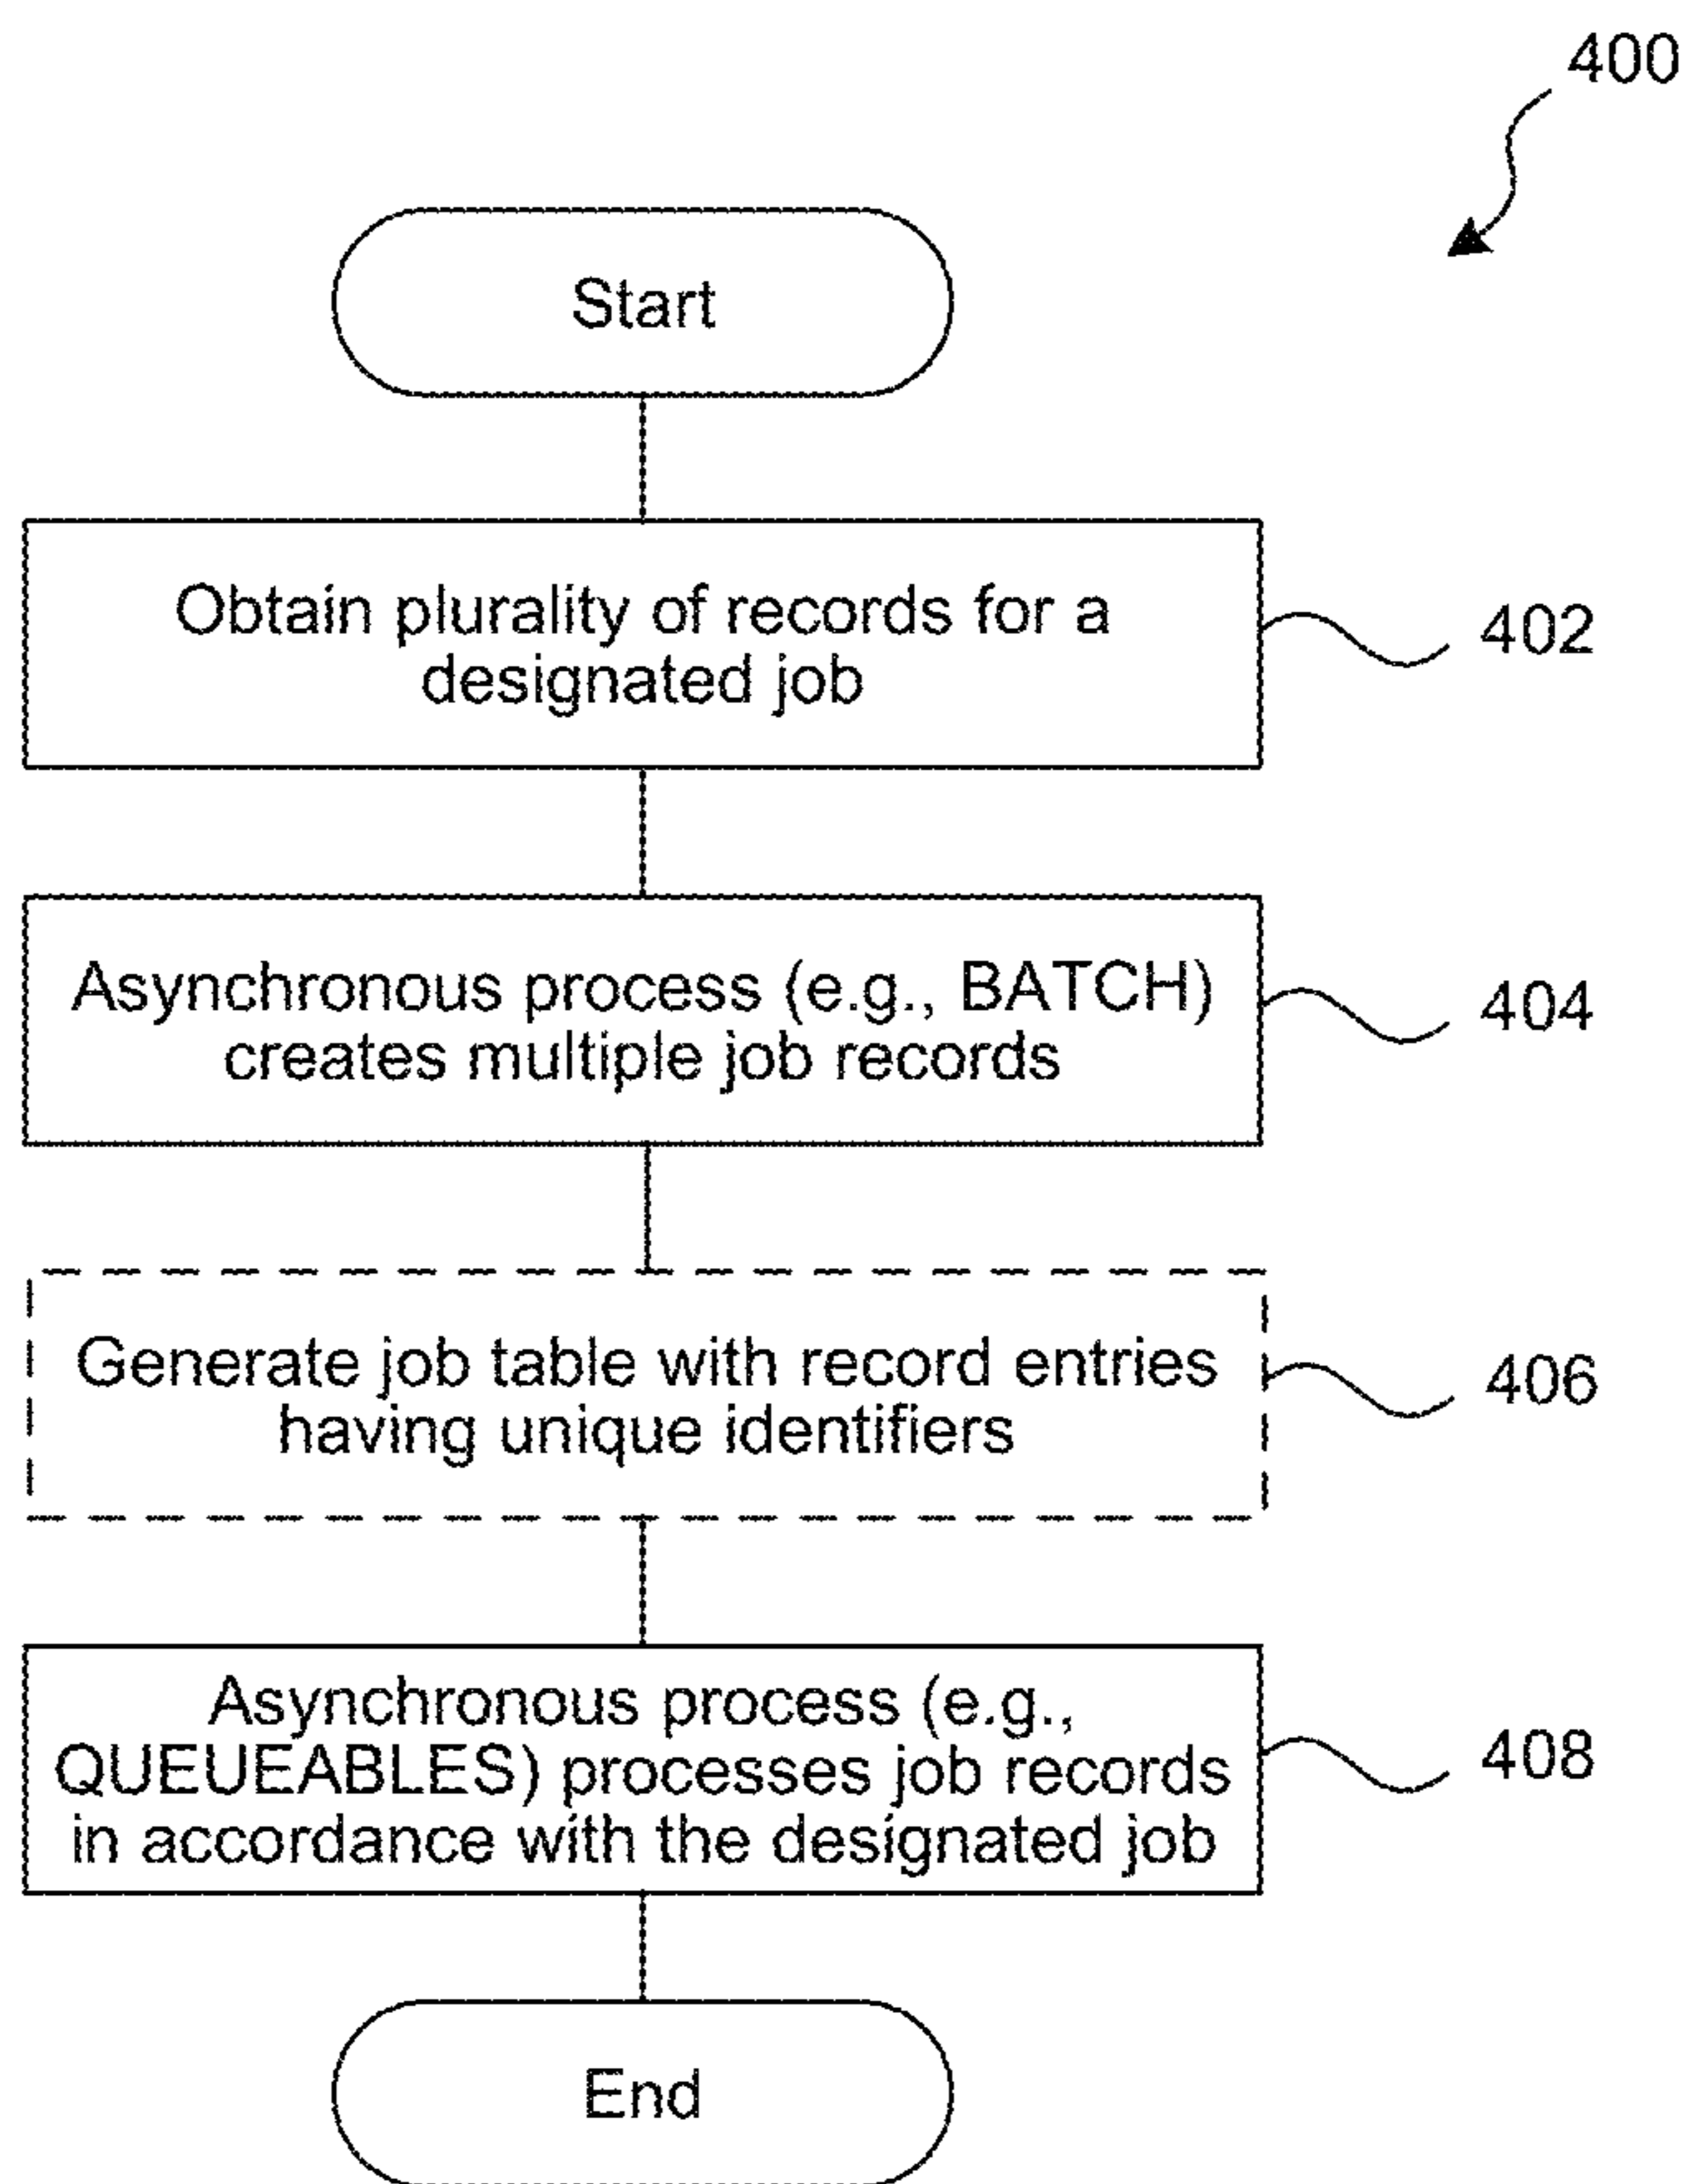 400
Start
Obtain plurality of records for a
designated job
402
Asynchronous process (e.g., BATCH)
creates multiple job records
404
Generate job table with record entries
having unique identifiers
406
Asynchronous process (e.g.,
QUEUEABLES) processes job records
in accordance with the designated job
408
End